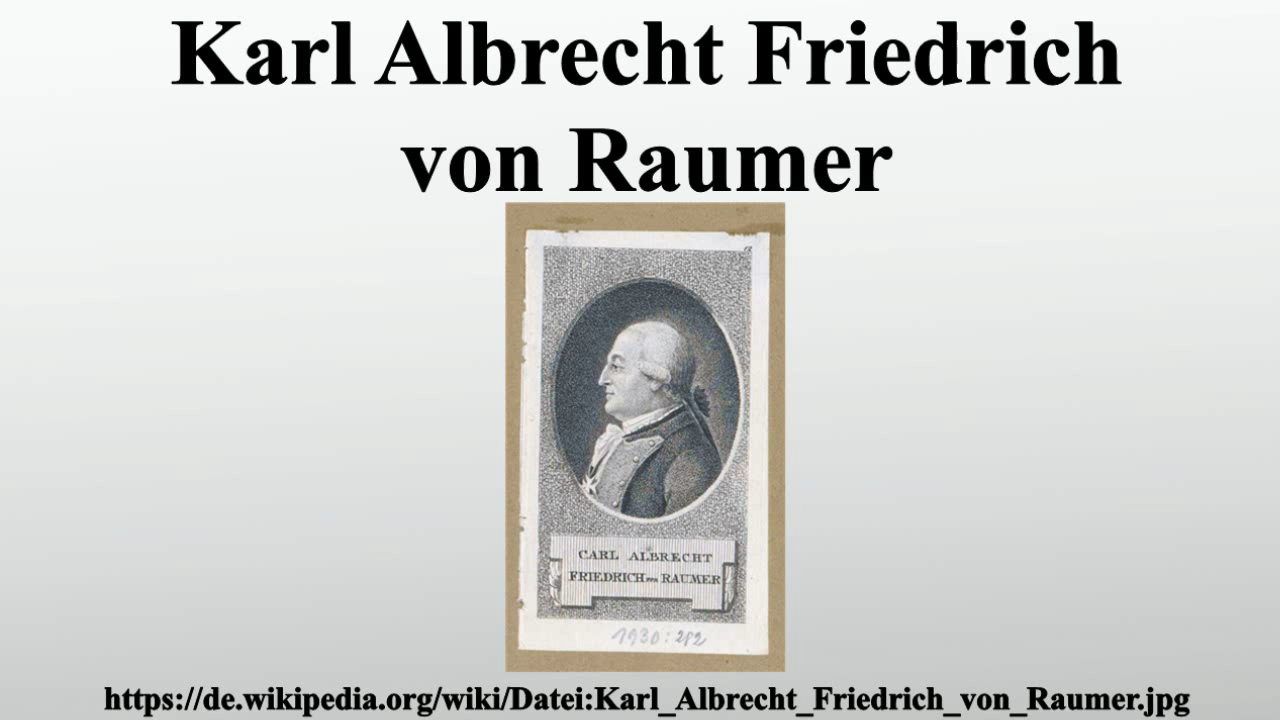 Karl Albrecht Friedrich
von Raumer
CARL ALBRECHT
FRIEDRICH von RAUMER
1930:282
https://de.wikipedia.org/wiki/Datei:Karl_Albrecht_Friedrich_von_Raumer.jpg